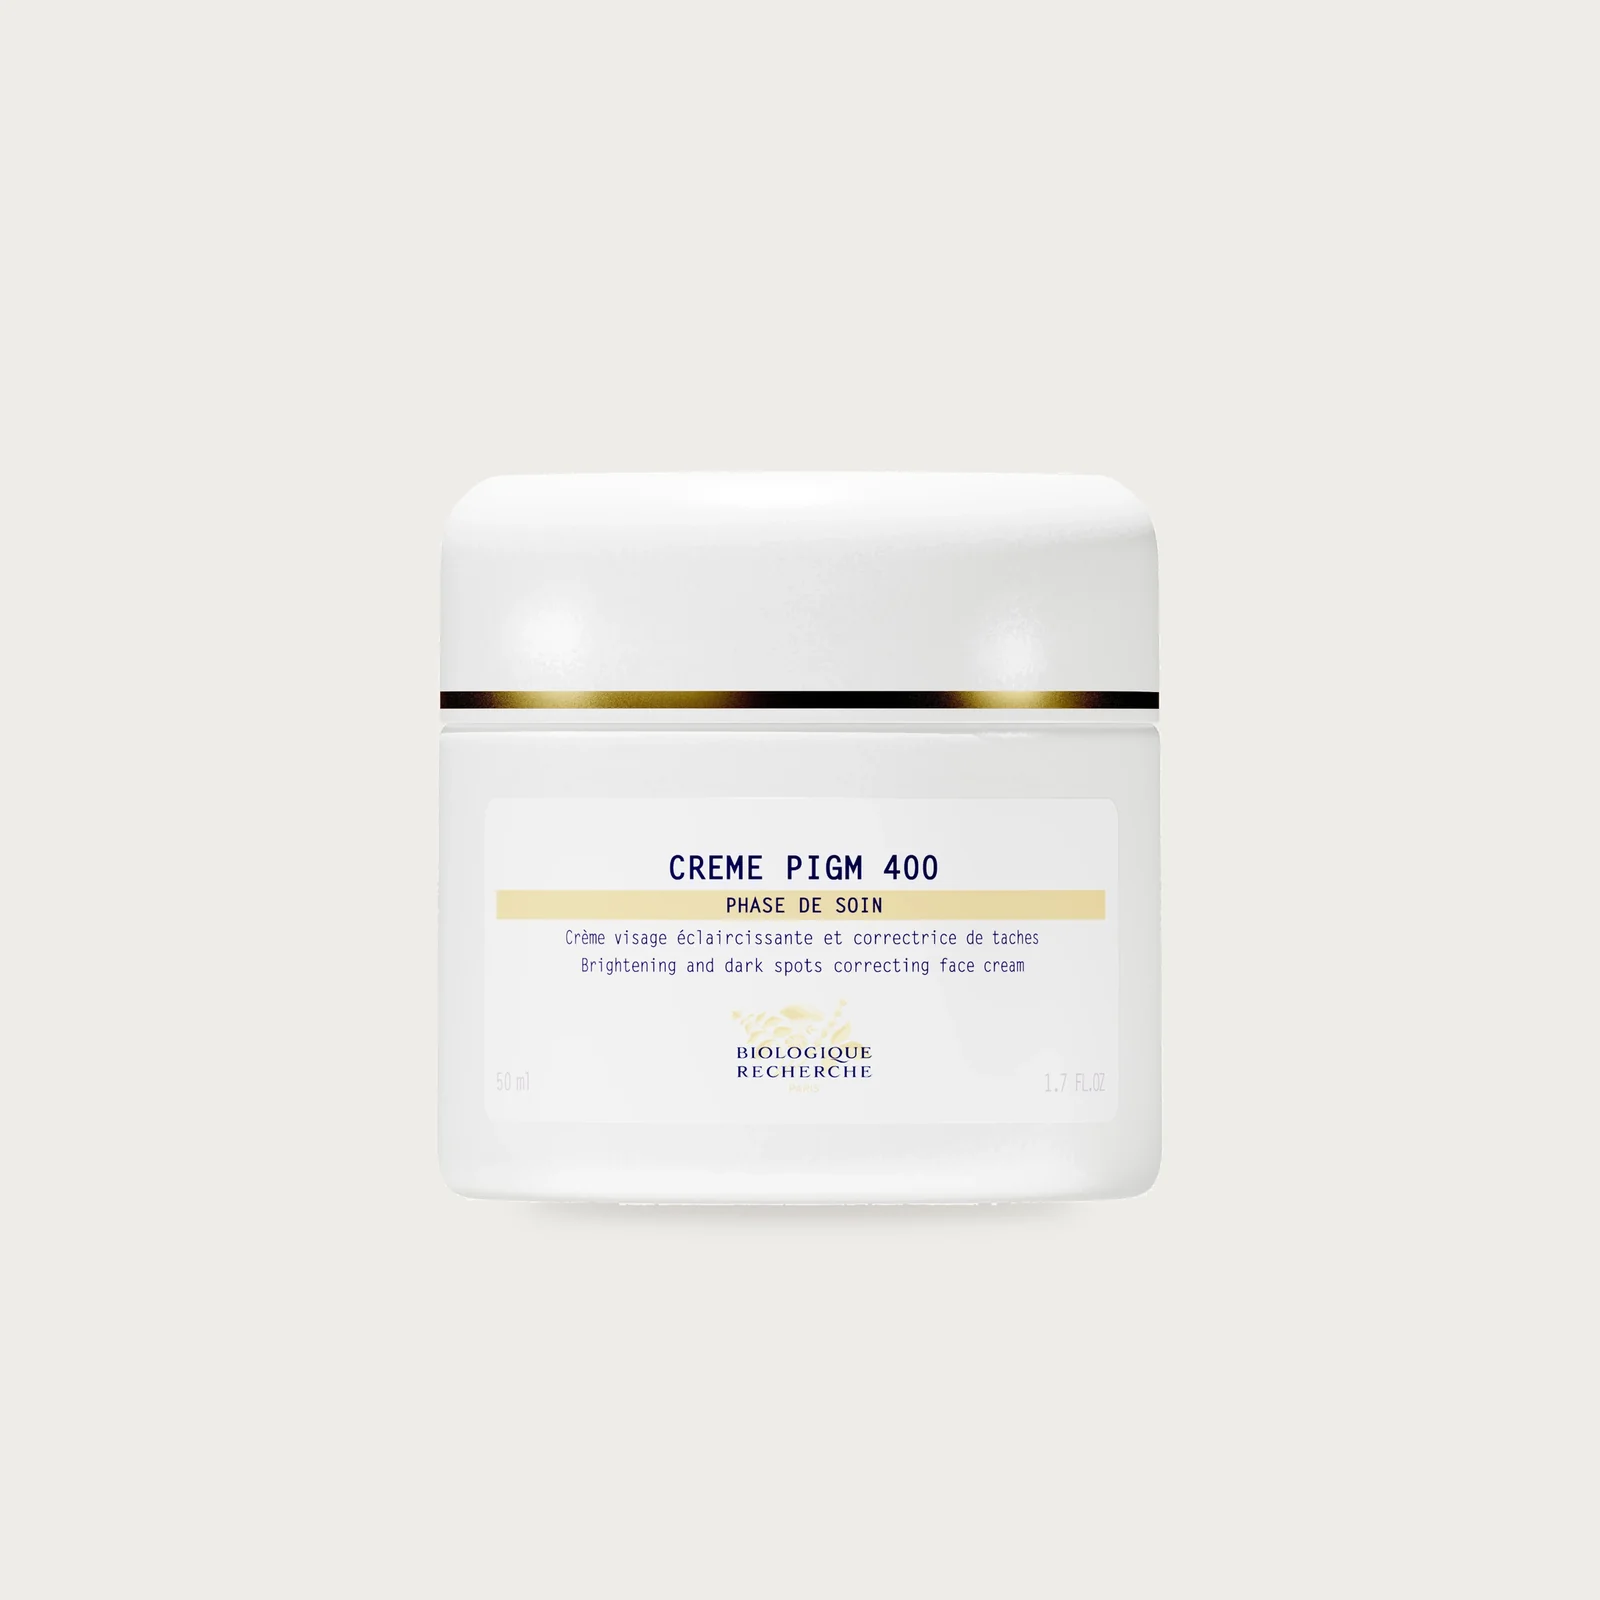 CREME PIGM 400
PHASE DE SOIN
Crème visage éclaircissante et correctrice de taches
Brightening and dark spots correcting face cream
BIOLOGIQUE
RECHERCHE
PARIS
50 ml
1.7 FL.OZ